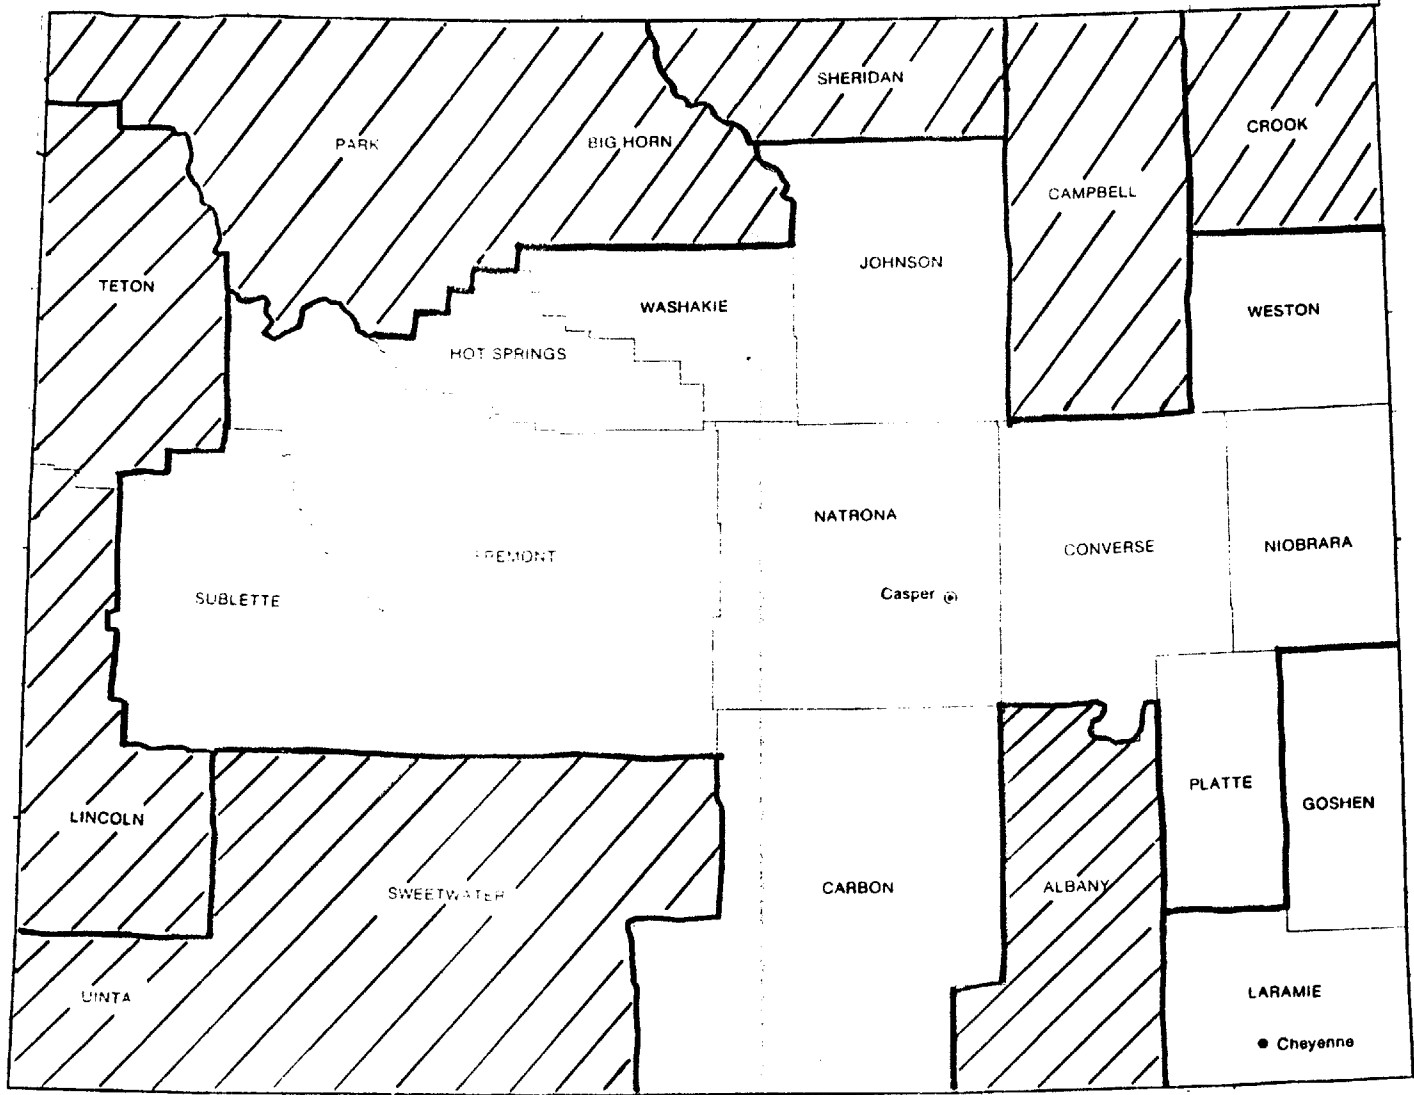 SHERIDAN
CROOK
PARK
BIG HORN
CAMPBELL
JOHNSON
TETON
WASHAKIE
WESTON
HOT SPRINGS
NATRONA
CONVERSE
NIOBRARA
FREMONT
Casper
SUBLETTE
PLATTE
GOSHEN
LINCOLN
CARBON
ALBANY
SWEETWATER
UINTA
LARAMIE
Cheyenne